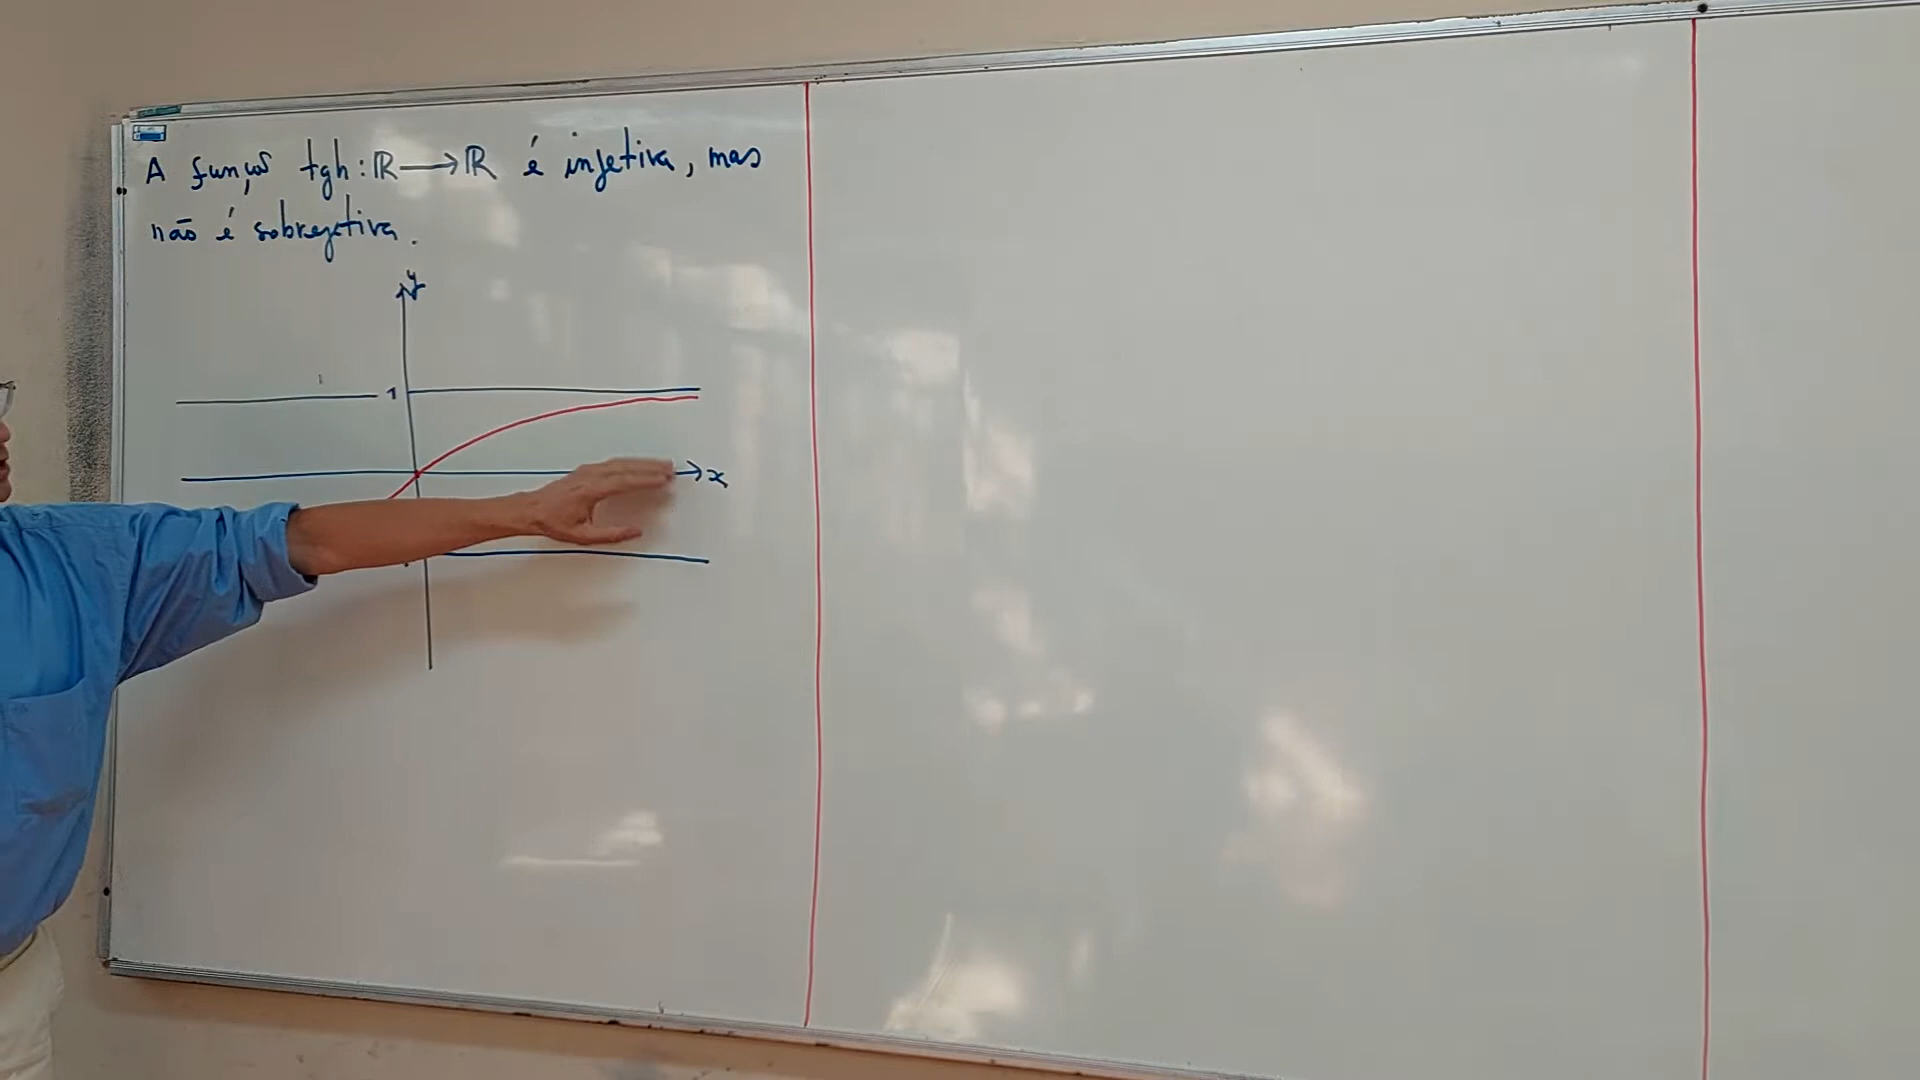 A função tgh: ℝ ⟶ ℝ é injetiva, mas
não é sobrejetiva.
y
1
x